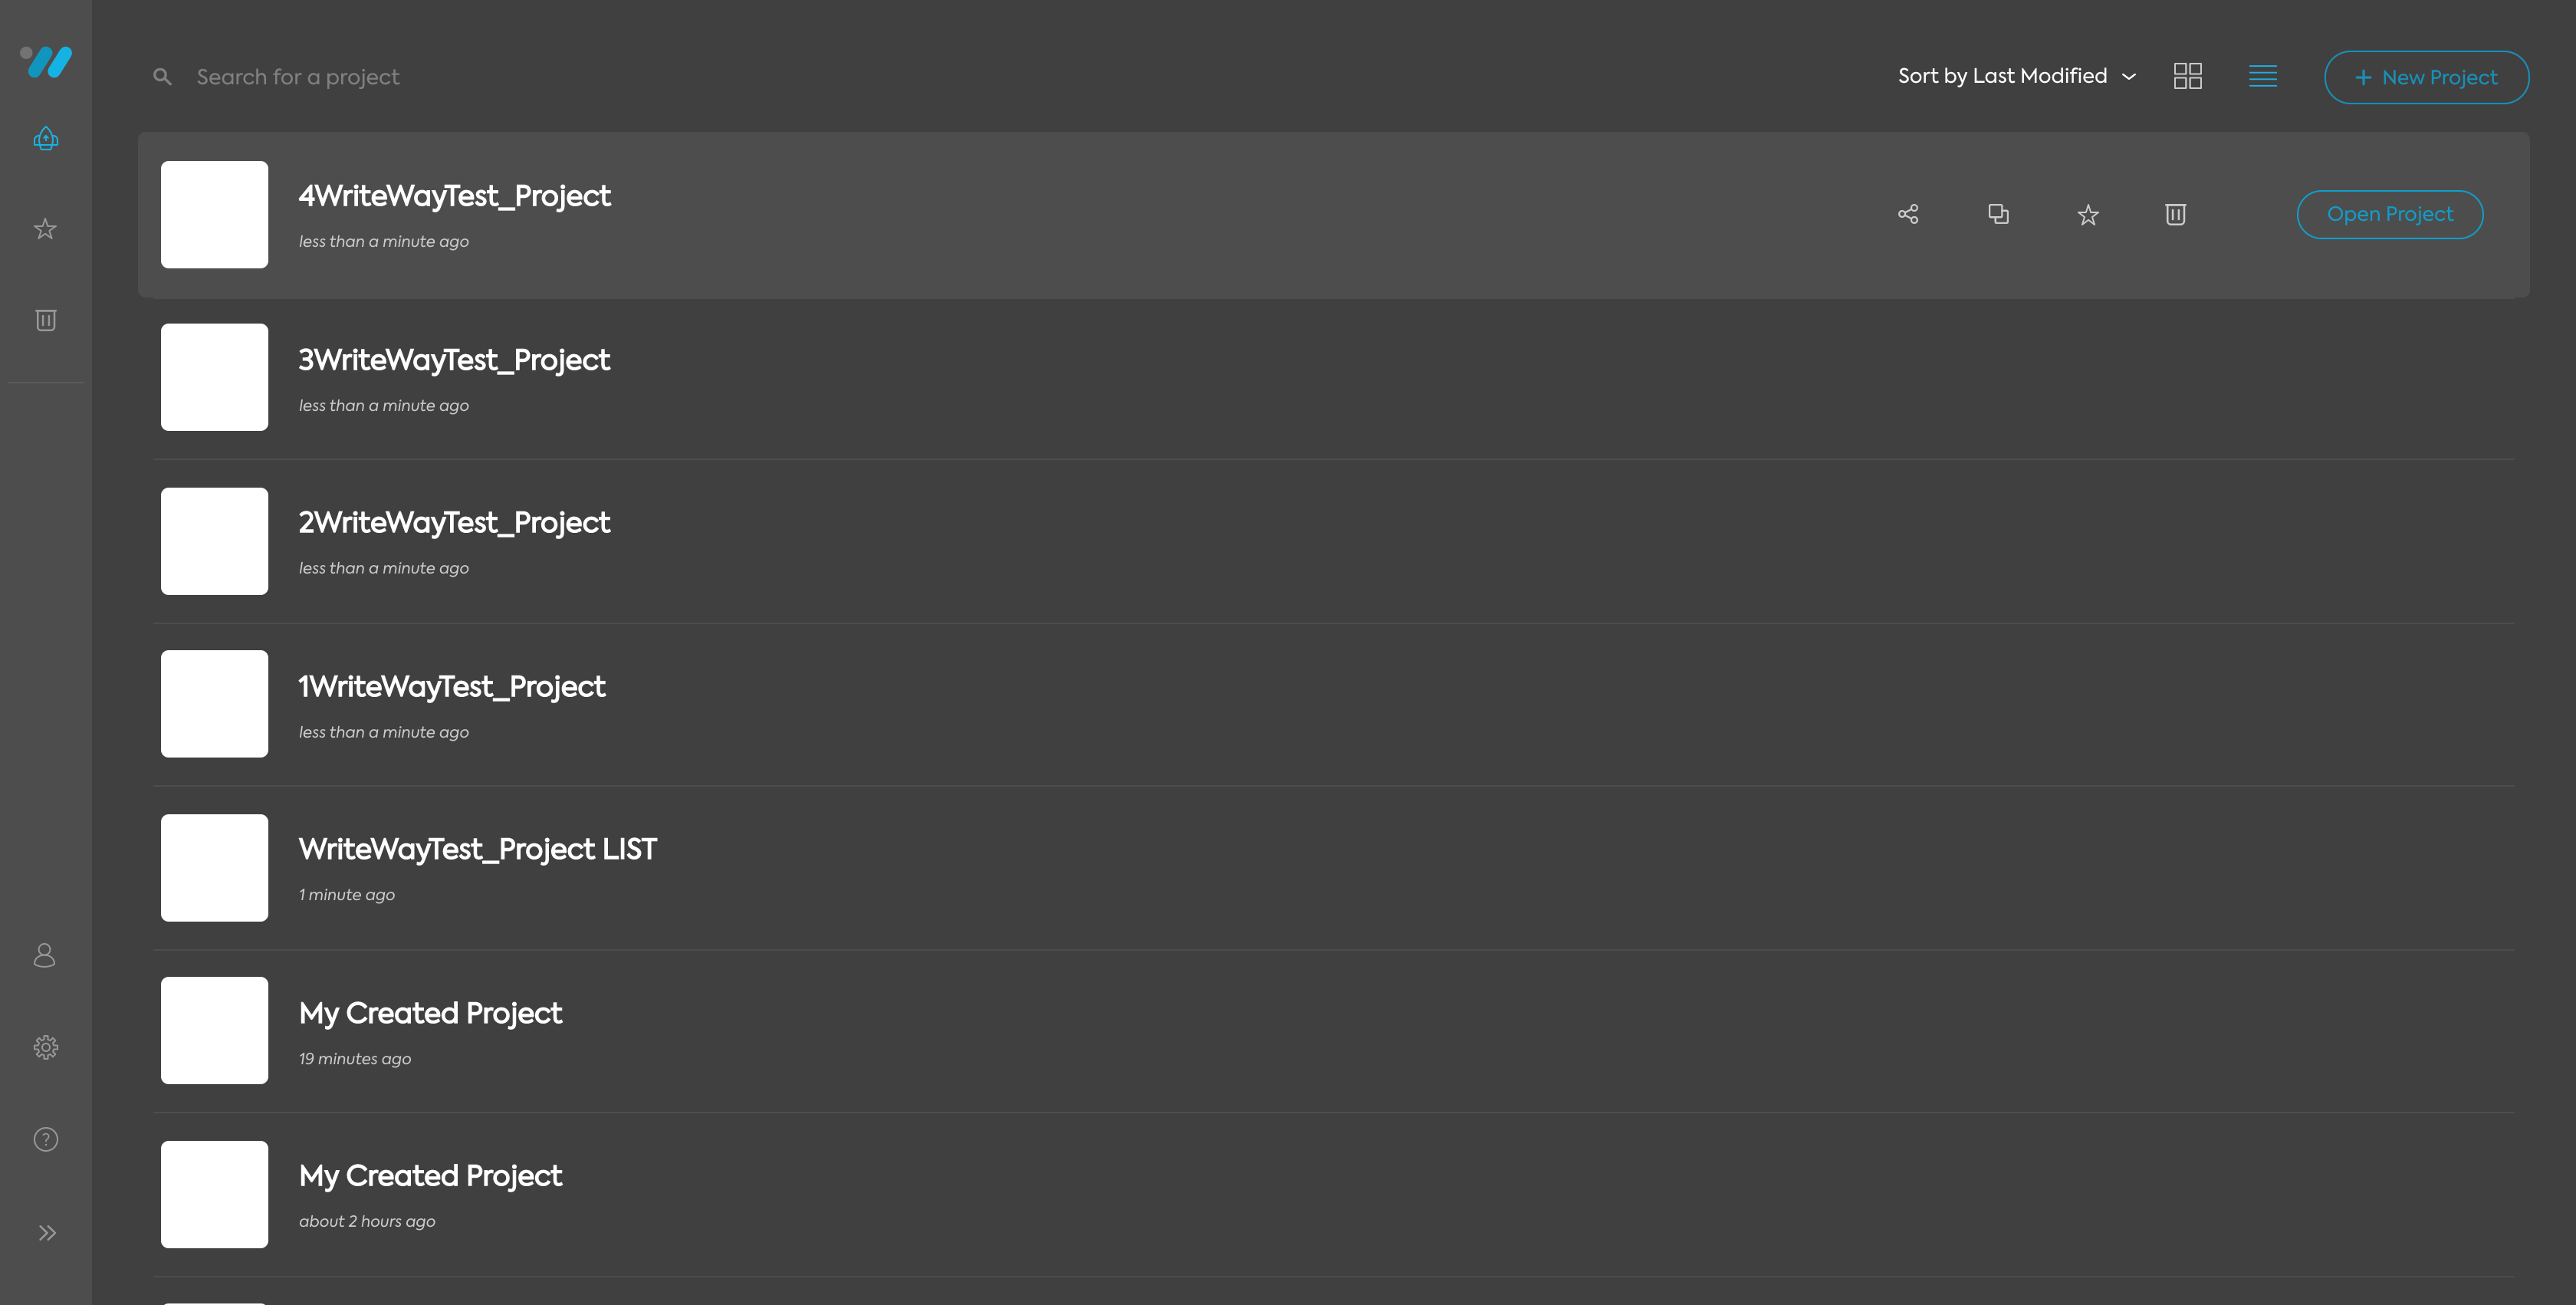 Search for a project
Sort by Last Modified
New Project
4WriteWayTest_Project
less than a minute ago
Open Project
3WriteWayTest_Project
less than a minute ago
2WriteWayTest_Project
less than a minute ago
1WriteWayTest_Project
less than a minute ago
WriteWayTest_Project LIST
1 minute ago
My Created Project
19 minutes ago
My Created Project
about 2 hours ago